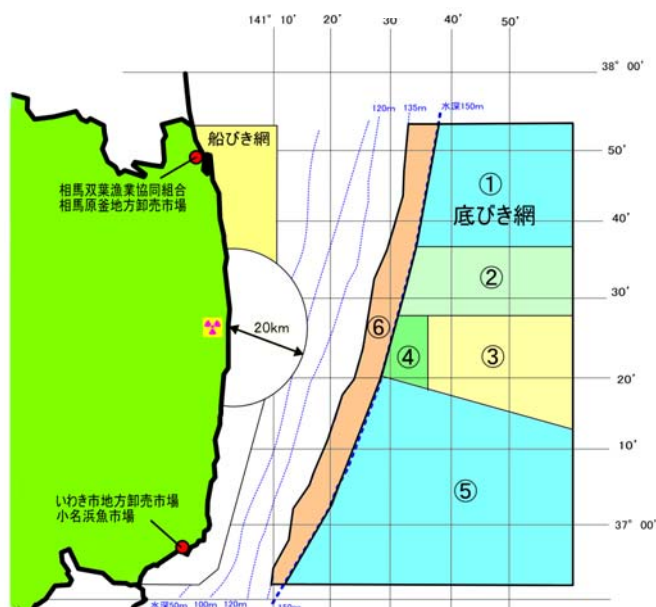 141° 10′ 20′ 30′ 40′ 50′
38° 00′
120m 135m 水深150m
船びき網
50′
①
底びき網
相馬双葉漁業協同組合
相馬原釜地方卸売市場
40′
②
30′
20km
⑥
④
③
20′
10′
⑤
いわき市地方卸売市場
小名浜魚市場
37° 00′
水深50m 100m 120m 150m